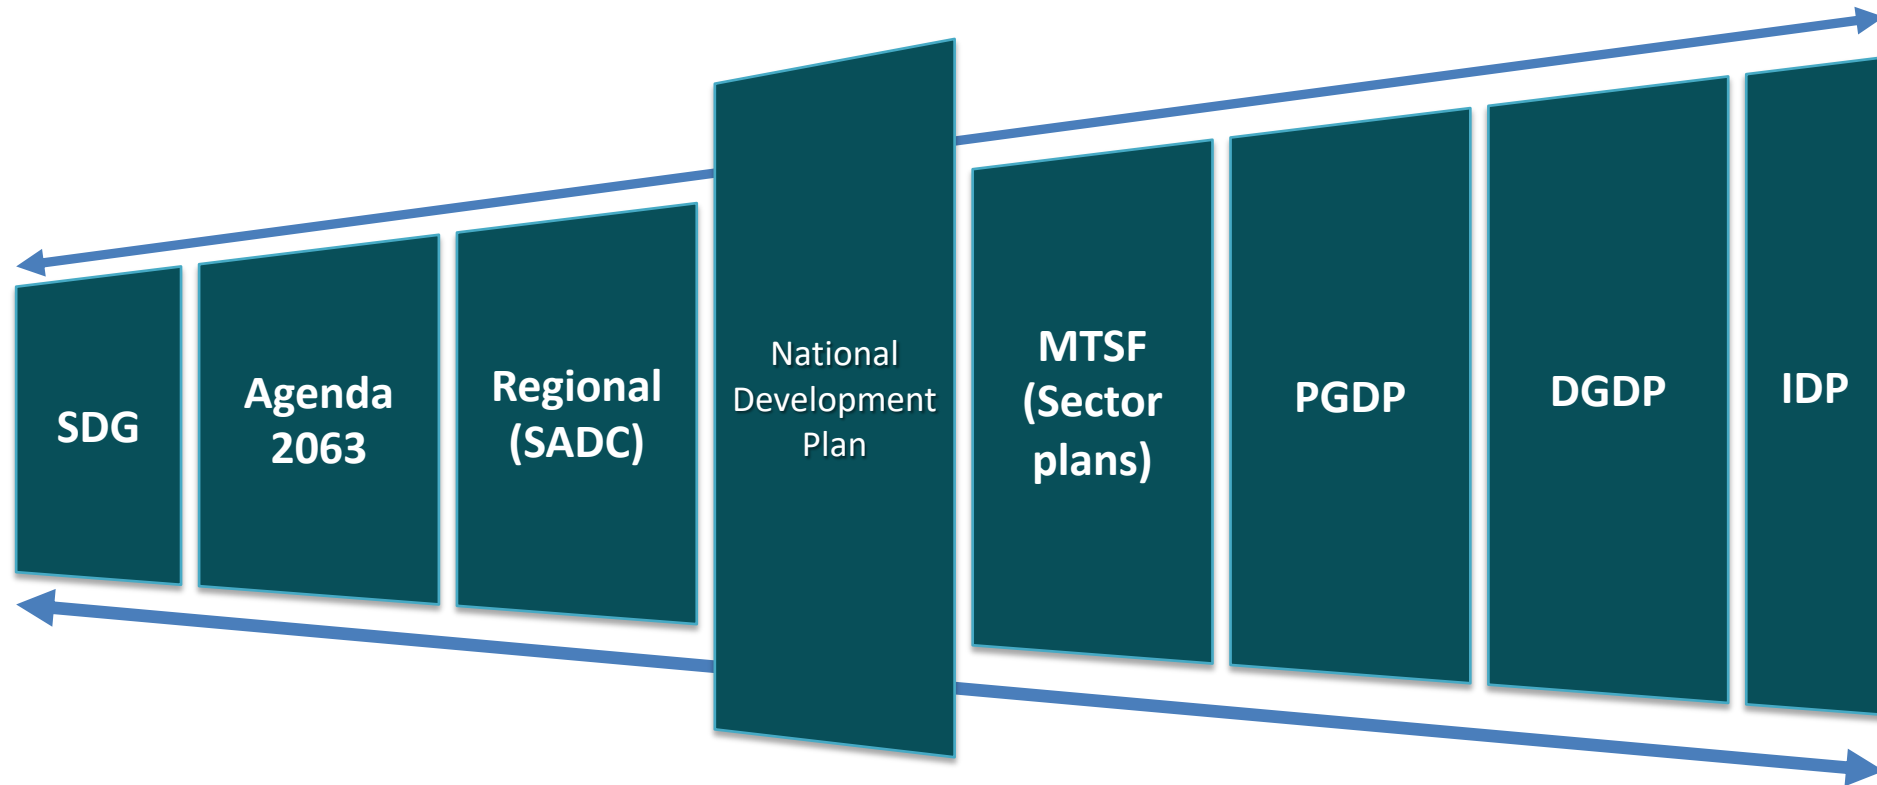 SDG
Agenda
2063
Regional
(SADC)
National
Development
Plan
MTSF
(Sector
plans)
PGDP
DGDP
IDP